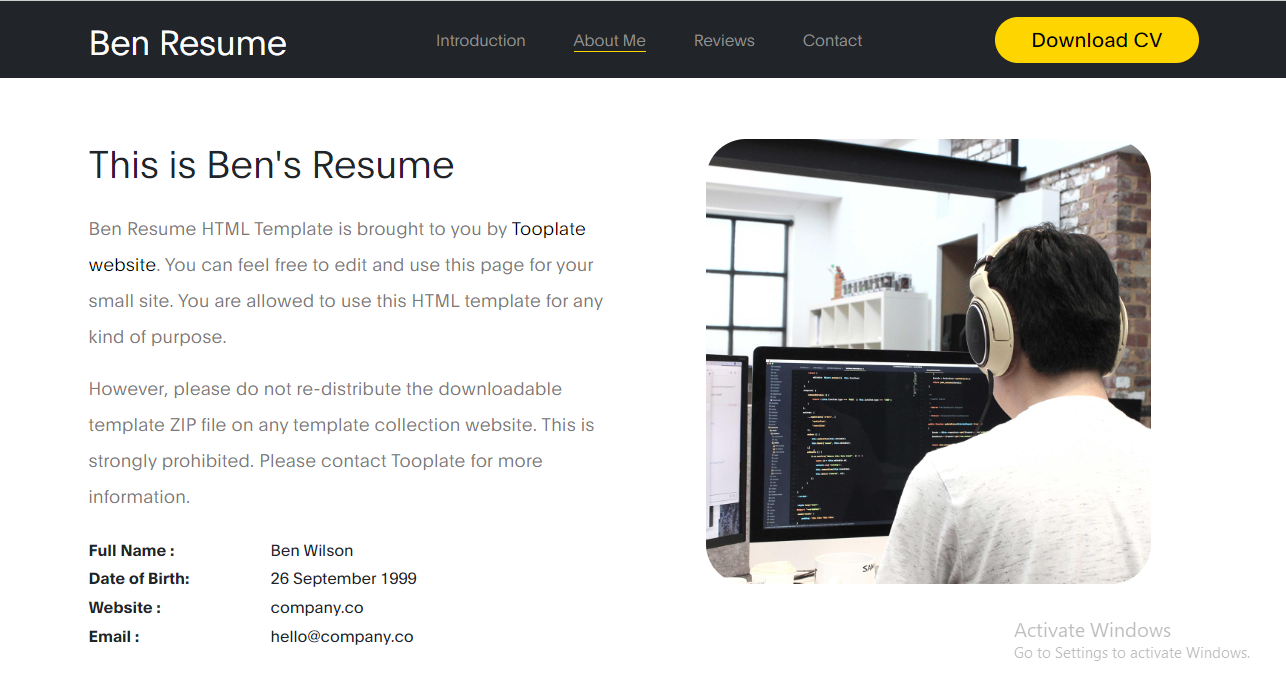 Ben Resume
Introduction
About Me
Reviews
Contact
Download CV
This is Ben's Resume
Ben Resume HTML Template is brought to you by Tooplate
website. You can feel free to edit and use this page for your
small site. You are allowed to use this HTML template for any
kind of purpose.
However, please do not re-distribute the downloadable
template ZIP file on any template collection website. This is
strongly prohibited. Please contact Tooplate for more
information.
Full Name : Ben Wilson
Date of Birth: 26 September 1999
Website : company.co
Email : hello@company.co
Activate Windows
Go to Settings to activate Windows.